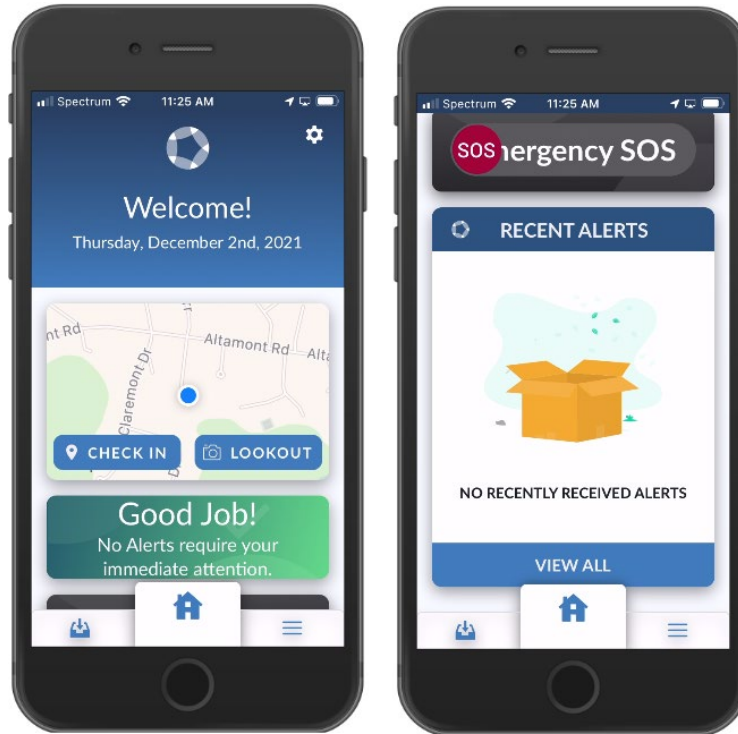 Spectrum 11:25 AM
Welcome!
Thursday, December 2nd, 2021
nt Rd
Altamont Rd
Alta
Claremont Dr
CHECK IN
LOOKOUT
Good Job!
No Alerts require your
immediate attention.
Spectrum 11:25 AM
SOS nergency SOS
RECENT ALERTS
NO RECENTLY RECEIVED ALERTS
VIEW ALL